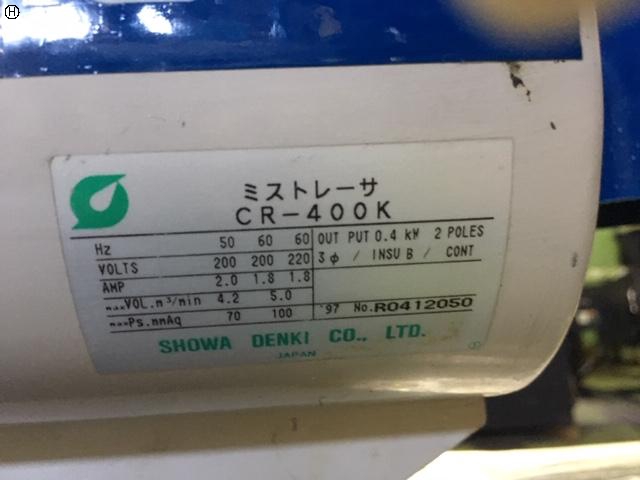 H
ミストレーサ
CR-400K
Hz 50 60 60 OUT PUT 0.4 kW 2 POLES
VOLTS 200 200 220 3φ / INSU B / CONT
AMP 2.0 1.8 1.8
maxVOL.m³/min 4.2 5.0
maxPs.mmAq 70 100 '97 No.R0412050
SHOWA DENKI CO., LTD.
JAPAN